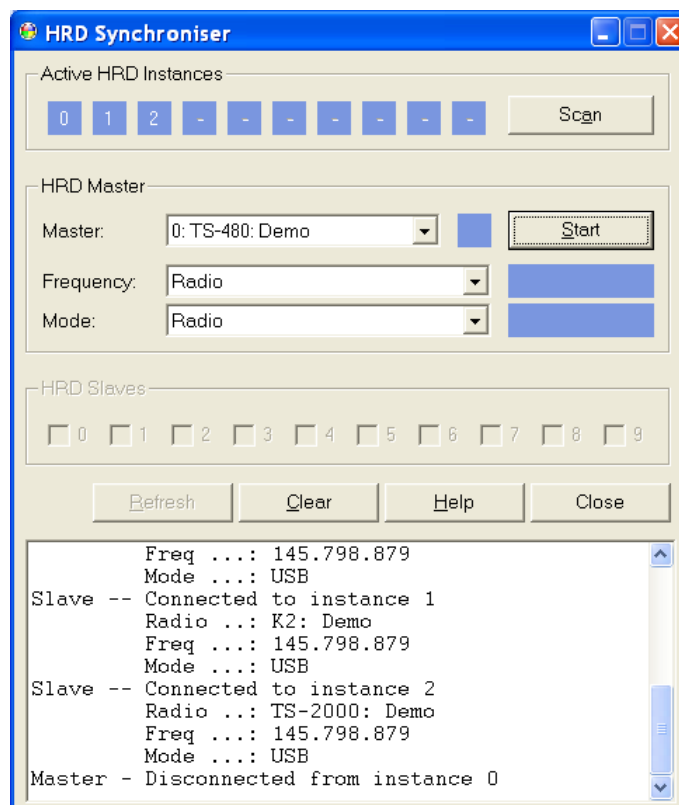 HRD Synchroniser
Active HRD Instances
0 1 2 - - - - - - -
Scan
HRD Master
Master: 0: TS-480: Demo Start
Frequency: Radio
Mode: Radio
HRD Slaves
0 1 2 3 4 5 6 7 8 9
Refresh Clear Help Close
Freq ...: 145.798.879
Mode ...: USB
Slave -- Connected to instance 1
Radio ..: K2: Demo
Freq ...: 145.798.879
Mode ...: USB
Slave -- Connected to instance 2
Radio ..: TS-2000: Demo
Freq ...: 145.798.879
Mode ...: USB
Master - Disconnected from instance 0